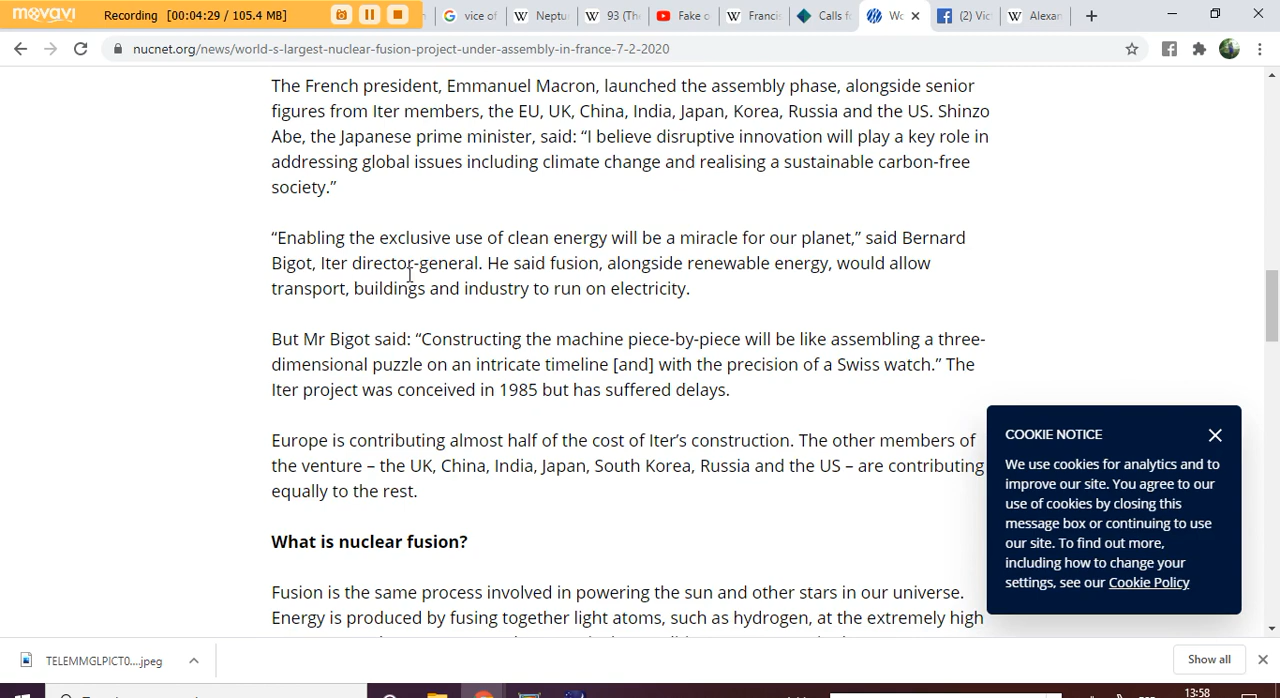 movavi Recording [00:04:29 / 105.4 MB]
vice of
Neptu
93 (The
Fake o
Franci
Calls f
Wo
(2) Vic
Alexan
nucnet.org/news/world-s-largest-nuclear-fusion-project-under-assembly-in-france-7-2-2020
The French president, Emmanuel Macron, launched the assembly phase, alongside senior
figures from Iter members, the EU, UK, China, India, Japan, Korea, Russia and the US. Shinzo
Abe, the Japanese prime minister, said: “I believe disruptive innovation will play a key role in
addressing global issues including climate change and realising a sustainable carbon-free
society.”
“Enabling the exclusive use of clean energy will be a miracle for our planet,” said Bernard
Bigot, Iter director-general. He said fusion, alongside renewable energy, would allow
transport, buildings and industry to run on electricity.
But Mr Bigot said: “Constructing the machine piece-by-piece will be like assembling a three-
dimensional puzzle on an intricate timeline [and] with the precision of a Swiss watch.” The
Iter project was conceived in 1985 but has suffered delays.
Europe is contributing almost half of the cost of Iter’s construction. The other members of
the venture – the UK, China, India, Japan, South Korea, Russia and the US – are contributing
equally to the rest.
What is nuclear fusion?
Fusion is the same process involved in powering the sun and other stars in our universe.
Energy is produced by fusing together light atoms, such as hydrogen, at the extremely high
COOKIE NOTICE
We use cookies for analytics and to
improve our site. You agree to our
use of cookies by closing this
message box or continuing to use
our site. To find out more,
including how to change your
settings, see our Cookie Policy
TELEMMGLPICT0....jpeg
Show all
13:58